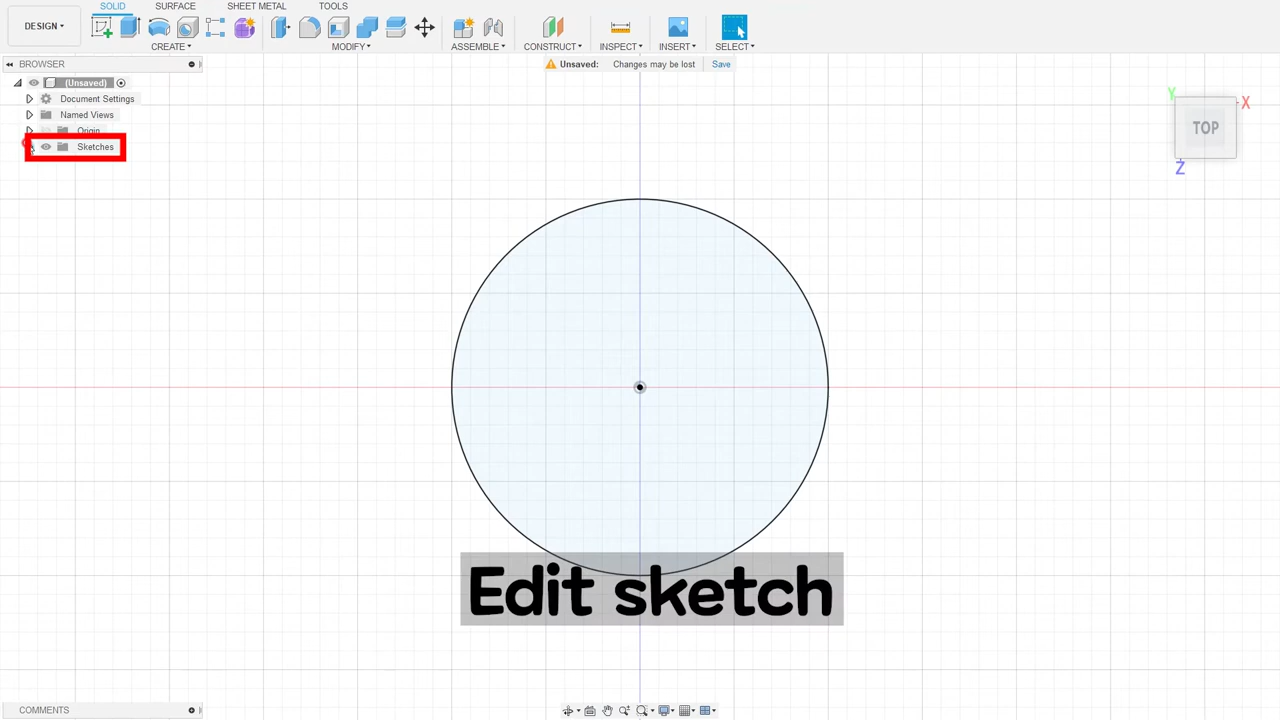 SOLID SURFACE SHEET METAL TOOLS
DESIGN
CREATE MODIFY ASSEMBLE CONSTRUCT INSPECT INSERT SELECT
BROWSER
Unsaved: Changes may be lost Save
(Unsaved)
Document Settings
Named Views
Origin
Sketches
Y
X
TOP
Z
Edit sketch
COMMENTS